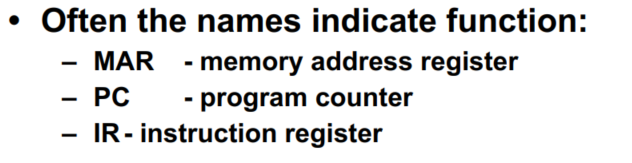 • Often the names indicate function:
– MAR - memory address register
– PC - program counter
– IR - instruction register